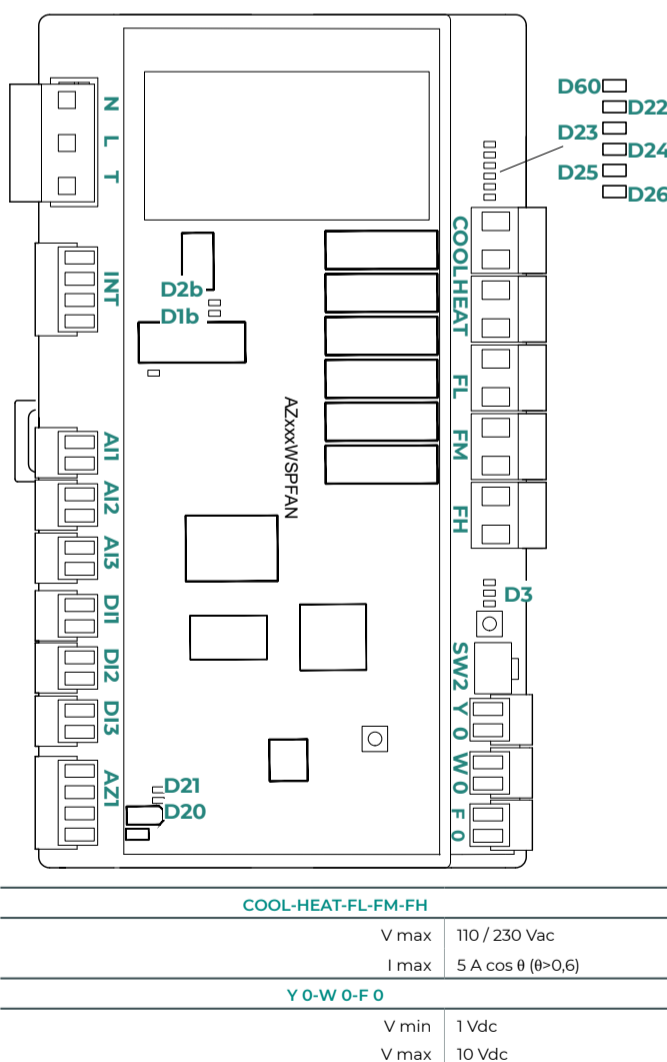 D60
D22
D23
D24
D25
D26
N
L
T
COOL
HEAT
INT
D2b
D1b
FL
AZxxxWSPFAN
AI1
FM
AI2
FH
AI3
D3
DI1
SW2
DI2
Y 0
DI3
W 0
AZ1
D21
D20
F 0
COOL-HEAT-FL-FM-FH
V max 110 / 230 Vac
I max 5 A cos θ (θ>0,6)
Y 0-W 0-F 0
V min 1 Vdc
V max 10 Vdc